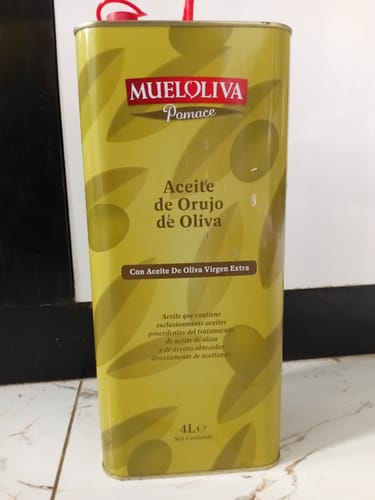 MUELOLIVA
Pomace
Aceite
de Orujo
de Oliva
Con Aceite De Oliva Virgen Extra
Aceite que contiene
exclusivamente aceites
procedentes del tratamiento
de aceite de oliva
y de aceites obtenidos
directamente de aceitunas
4L℮
Net Contents